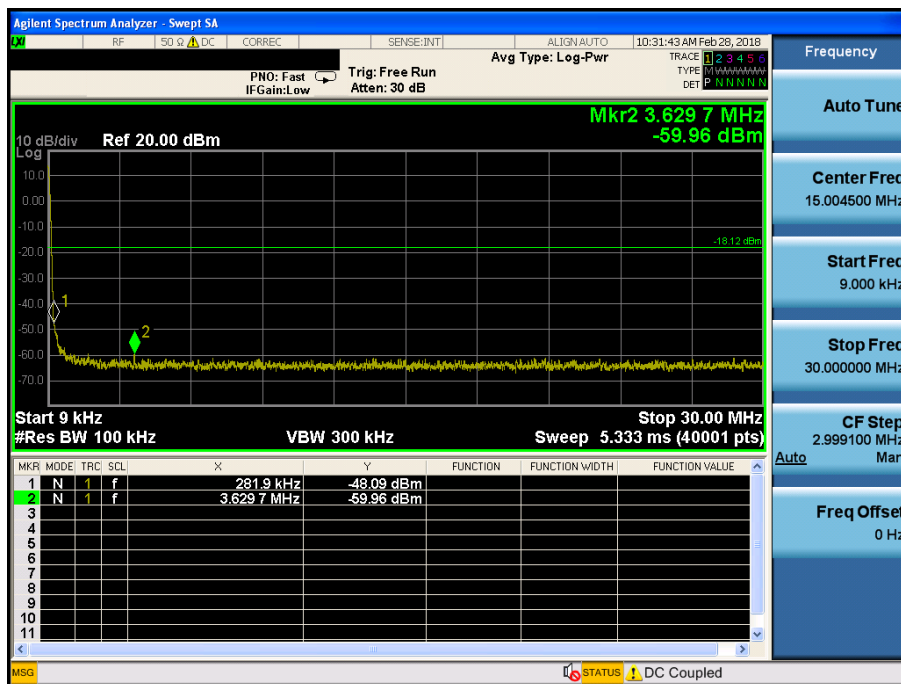 Agilent Spectrum Analyzer - Swept SA
LXI RF 50 Ω DC CORREC SENSE:INT ALIGN AUTO 10:31:43 AM Feb 28, 2018
Frequency
Avg Type: Log-Pwr
TRACE 1 2 3 4 5 6
PNO: Fast Trig: Free Run
TYPE M
IFGain:Low Atten: 30 dB
DET P N N N N N
Auto Tune
Mkr2 3.629 7 MHz
-59.96 dBm
10 dB/div Ref 20.00 dBm
Log
10.0
0.00
-10.0
-20.0
-30.0
-40.0
-50.0
-60.0
-70.0
-18.12 dBm
1
2
Center Freq
15.004500 MHz
Start Freq
9.000 kHz
Stop Freq
30.000000 MHz
Start 9 kHz Stop 30.00 MHz
#Res BW 100 kHz VBW 300 kHz Sweep 5.333 ms (40001 pts)
CF Step
2.999100 MHz
Auto Man
MKR MODE TRC SCL X Y FUNCTION FUNCTION WIDTH FUNCTION VALUE
1 N 1 f 281.9 kHz -48.09 dBm
2 N 1 f 3.629 7 MHz -59.96 dBm
3
4
5
6
7
8
9
10
11
Freq Offset
0 Hz
MSG STATUS DC Coupled